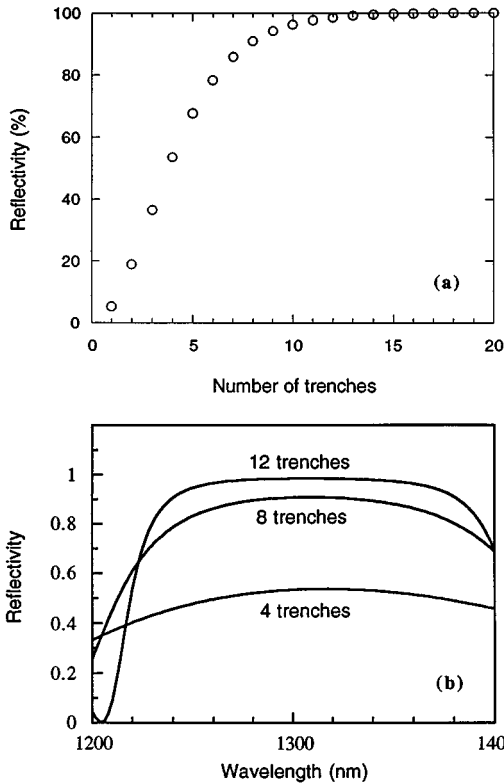 100
80
60
40
20
0
Reflectivity (%)
(a)
0 5 10 15 20
Number of trenches
1
0.8
0.6
0.4
0.2
0
Reflectivity
12 trenches
8 trenches
4 trenches
(b)
1200 1300 140
Wavelength (nm)